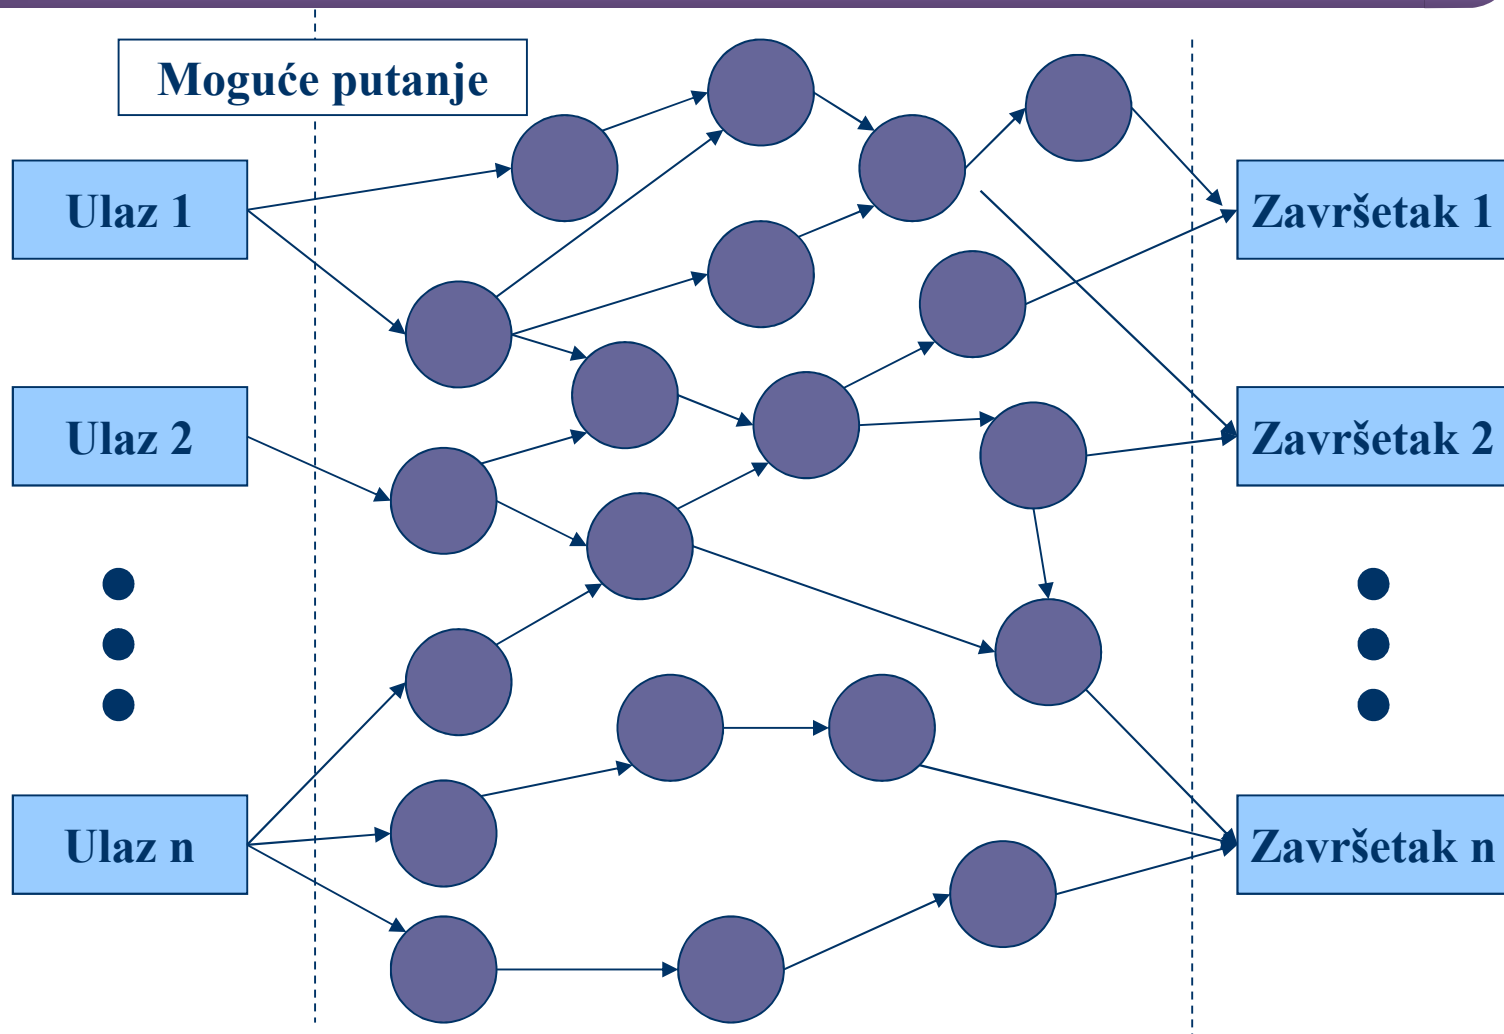 Moguće putanje
Ulaz 1
Završetak 1
Ulaz 2
Završetak 2
Ulaz n
Završetak n